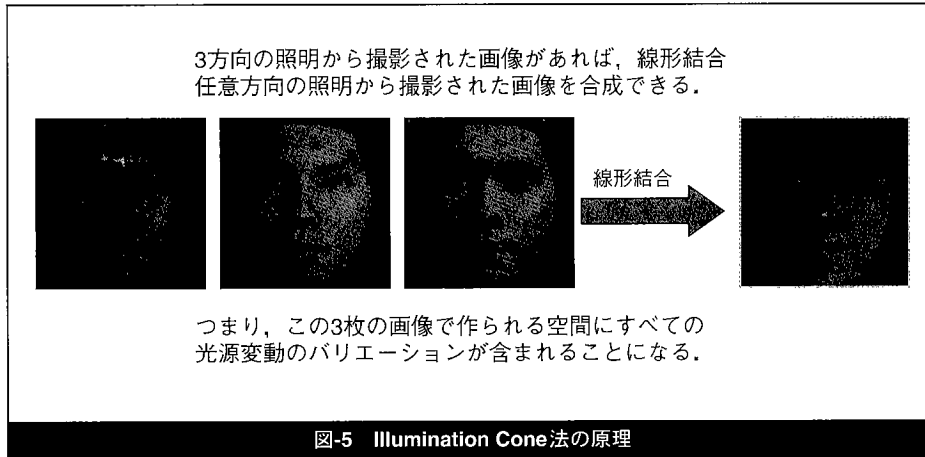 3方向の照明から撮影された画像があれば，線形結合
任意方向の照明から撮影された画像を合成できる．
線形結合
つまり，この3枚の画像で作られる空間にすべての
光源変動のバリエーションが含まれることになる．
図-5 Illumination Cone法の原理